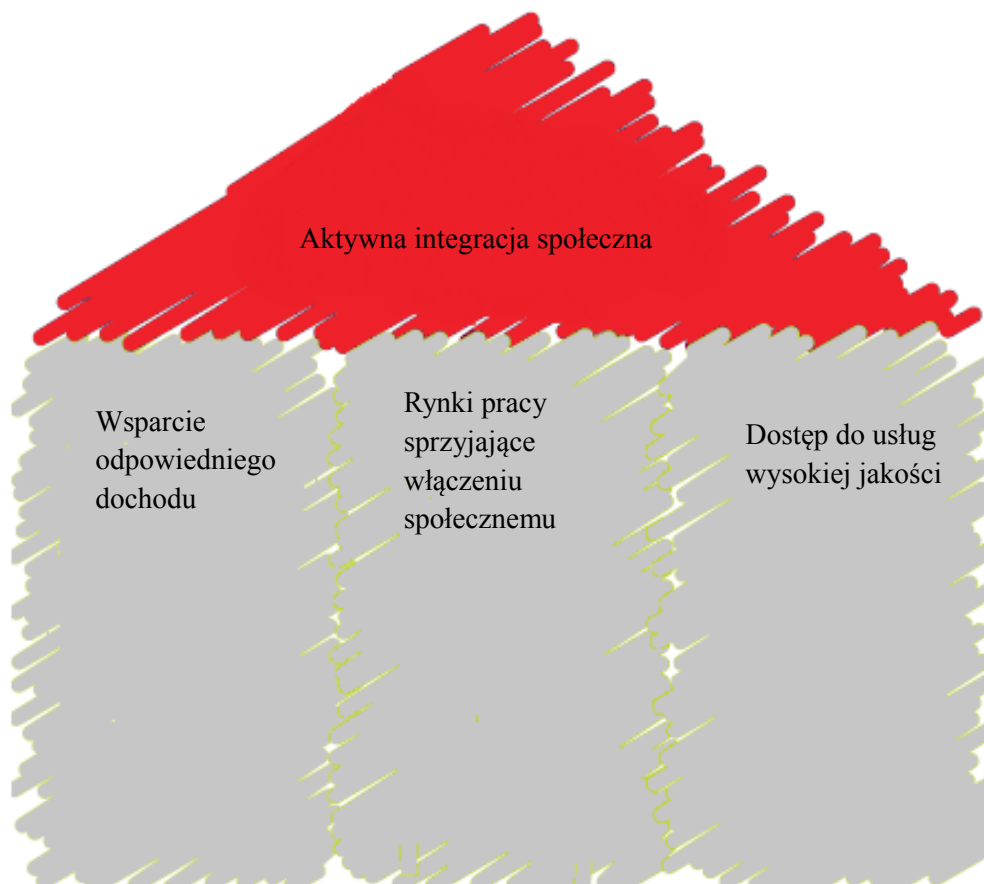 Aktywna integracja społeczna
Wsparcie
odpowiedniego
dochodu
Rynki pracy
sprzyjające
włączeniu
społecznemu
Dostęp do usług
wysokiej jakości